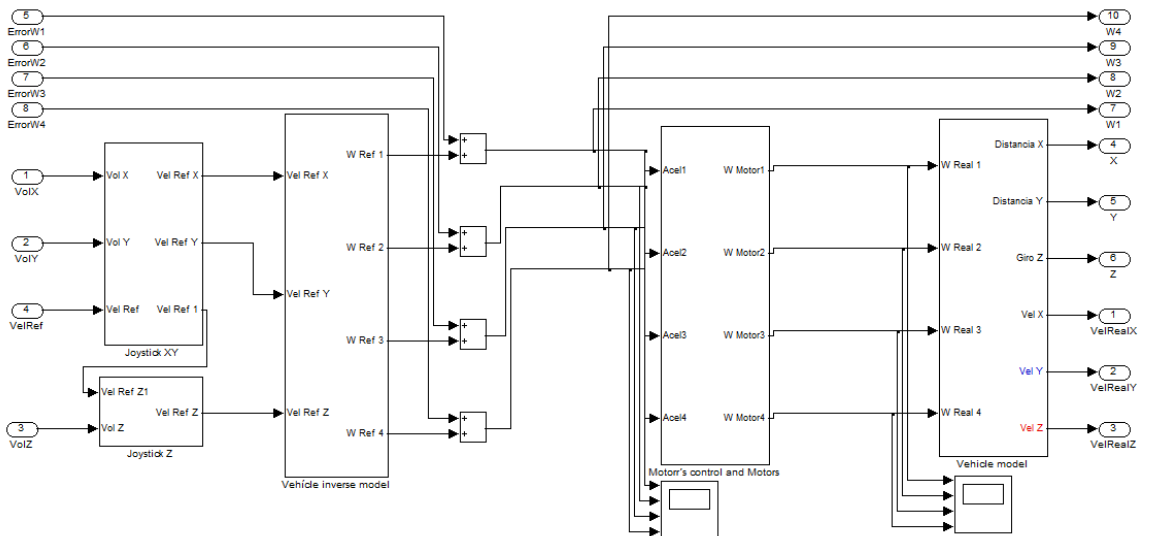 5
ErrorW1
6
ErrorW2
7
ErrorW3
8
ErrorW4
1
VolX
2
VolY
4
VelRef
3
VolZ
Vol X
Vel Ref X
Vol Y
Vel Ref Y
Vel Ref
Vel Ref 1
Joystick XY
Vel Ref Z1
Vel Ref Z
Vol Z
Joystick Z
Vel Ref X
Vel Ref Y
Vel Ref Z
W Ref 1
W Ref 2
W Ref 3
W Ref 4
Vehícle inverse model
+
+
+
+
+
+
+
+
Acel1
Acel2
Acel3
Acel4
W Motor1
W Motor2
W Motor3
W Motor4
Motorr's control and Motors
W Real 1
W Real 2
W Real 3
W Real 4
Distancia X
Distancia Y
Giro Z
Vel X
Vel Y
Vel Z
Vehicle model
10
W4
9
W3
8
W2
7
W1
4
X
5
Y
6
Z
1
VelRealX
2
VelRealY
3
VelRealZ